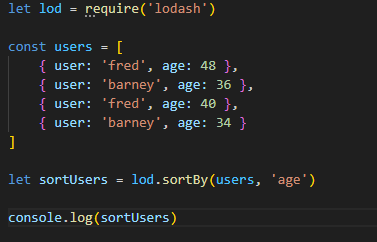 let lod = require('lodash')
const users = [
    { user: 'fred', age: 48 },
    { user: 'barney', age: 36 },
    { user: 'fred', age: 40 },
    { user: 'barney', age: 34 }
]
let sortUsers = lod.sortBy(users, 'age')
console.log(sortUsers)